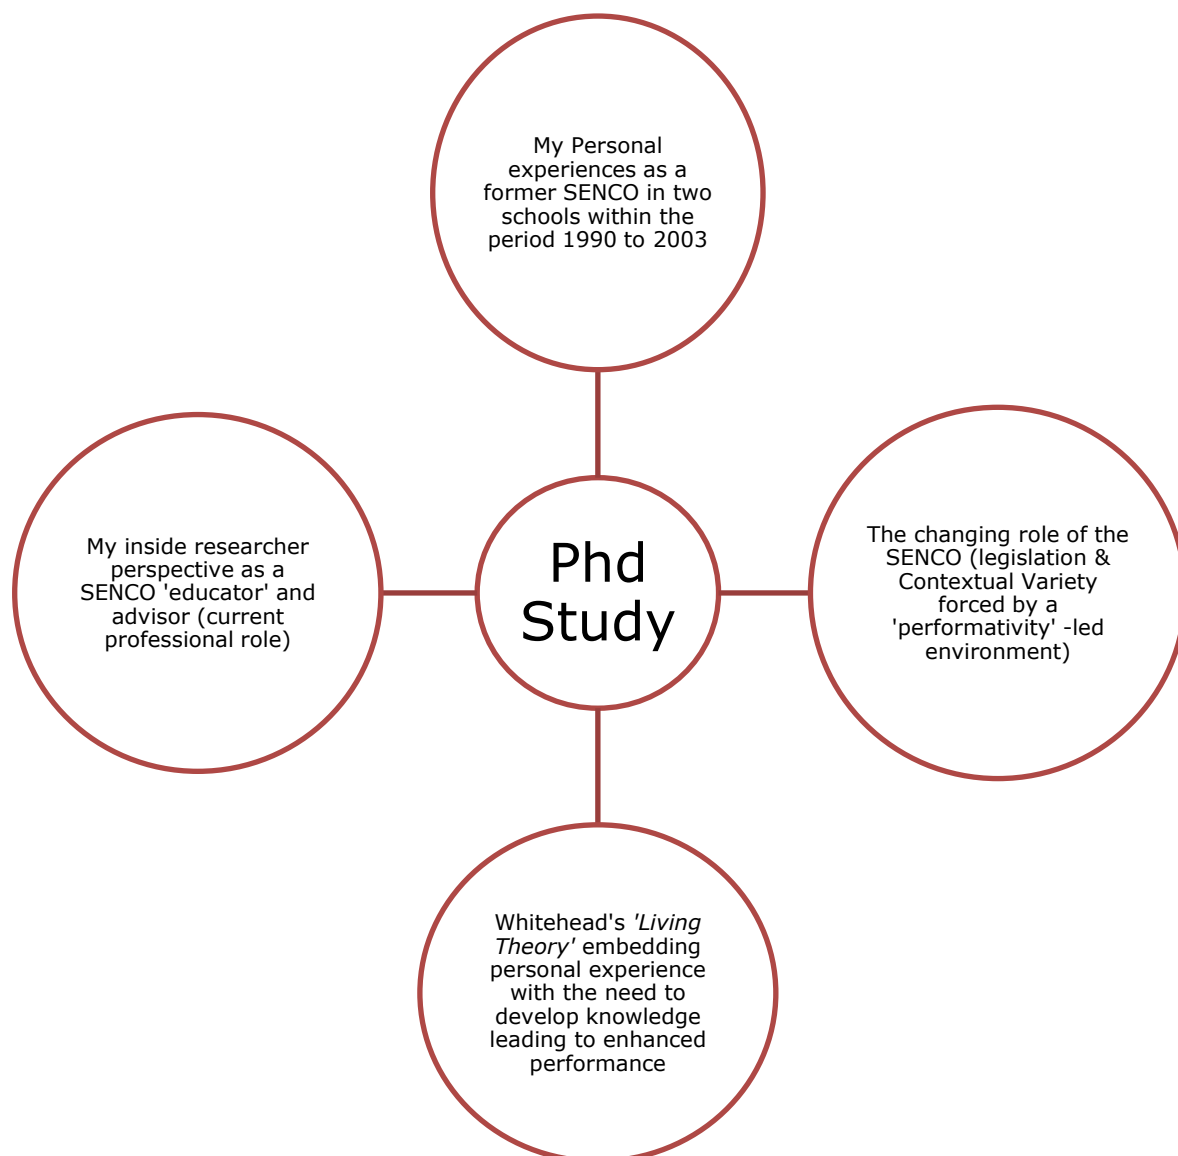 My Personal
experiences as a
former SENCO in two
schools within the
period 1990 to 2003
My inside researcher
perspective as a
SENCO 'educator' and
advisor (current
professional role)
Phd
Study
The changing role of the
SENCO (legislation &
Contextual Variety
forced by a
'performativity' -led
environment)
Whitehead's 'Living
Theory' embedding
personal experience
with the need to
develop knowledge
leading to enhanced
performance